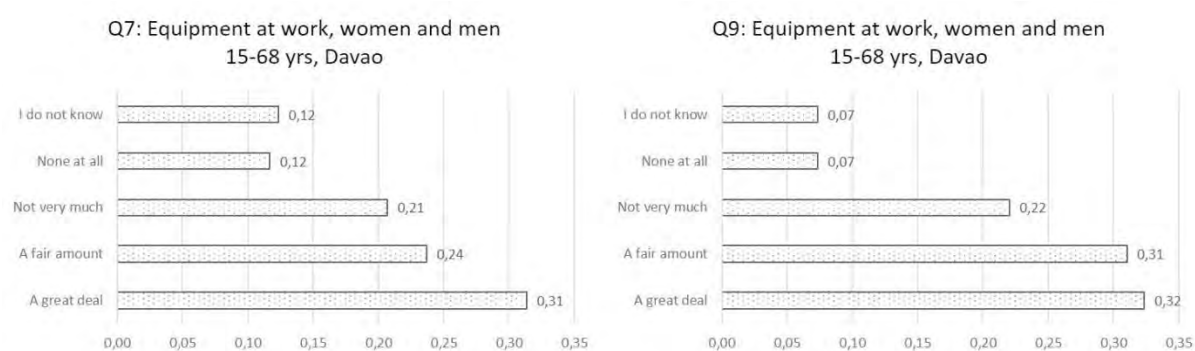 Q7: Equipment at work, women and men
15-68 yrs, Davao
I do not know
0,12
None at all
0,12
Not very much
0,21
A fair amount
0,24
A great deal
0,31
0,00 0,05 0,10 0,15 0,20 0,25 0,30 0,35
Q9: Equipment at work, women and men
15-68 yrs, Davao
I do not know
0,07
None at all
0,07
Not very much
0,22
A fair amount
0,31
A great deal
0,32
0,00 0,05 0,10 0,15 0,20 0,25 0,30 0,35